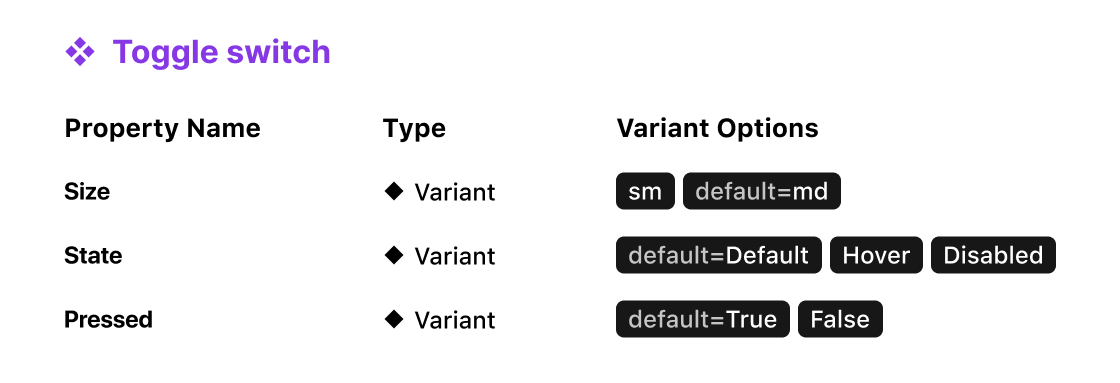 Toggle switch
Property Name Type Variant Options
Size Variant sm default=md
State Variant default=Default Hover Disabled
Pressed Variant default=True False